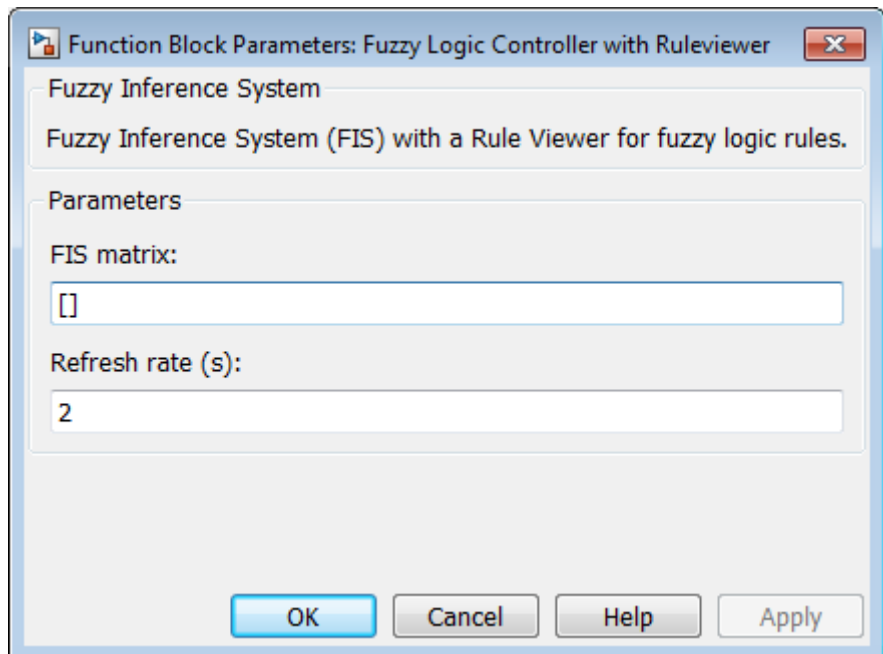 Function Block Parameters: Fuzzy Logic Controller with Ruleviewer
Fuzzy Inference System
Fuzzy Inference System (FIS) with a Rule Viewer for fuzzy logic rules.
Parameters
FIS matrix:
[]
Refresh rate (s):
2
OK Cancel Help Apply